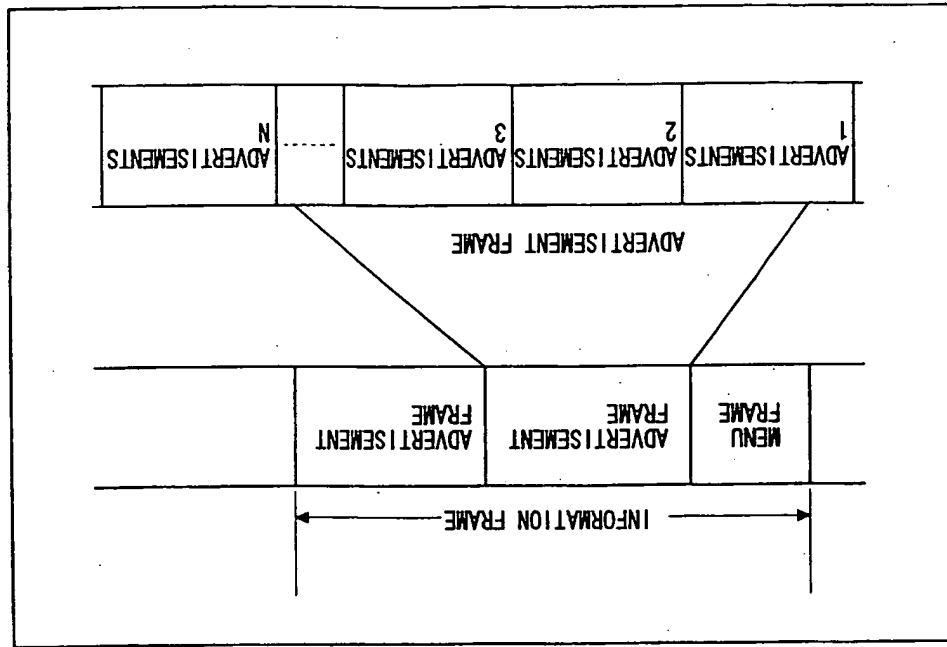 INFORMATION FRAME
MENU
FRAME
ADVERTISEMENT
FRAME
ADVERTISEMENT
FRAME
ADVERTISEMENT FRAME
ADVERTISEMENTS
1
ADVERTISEMENTS
2
ADVERTISEMENTS
3
ADVERTISEMENTS
N